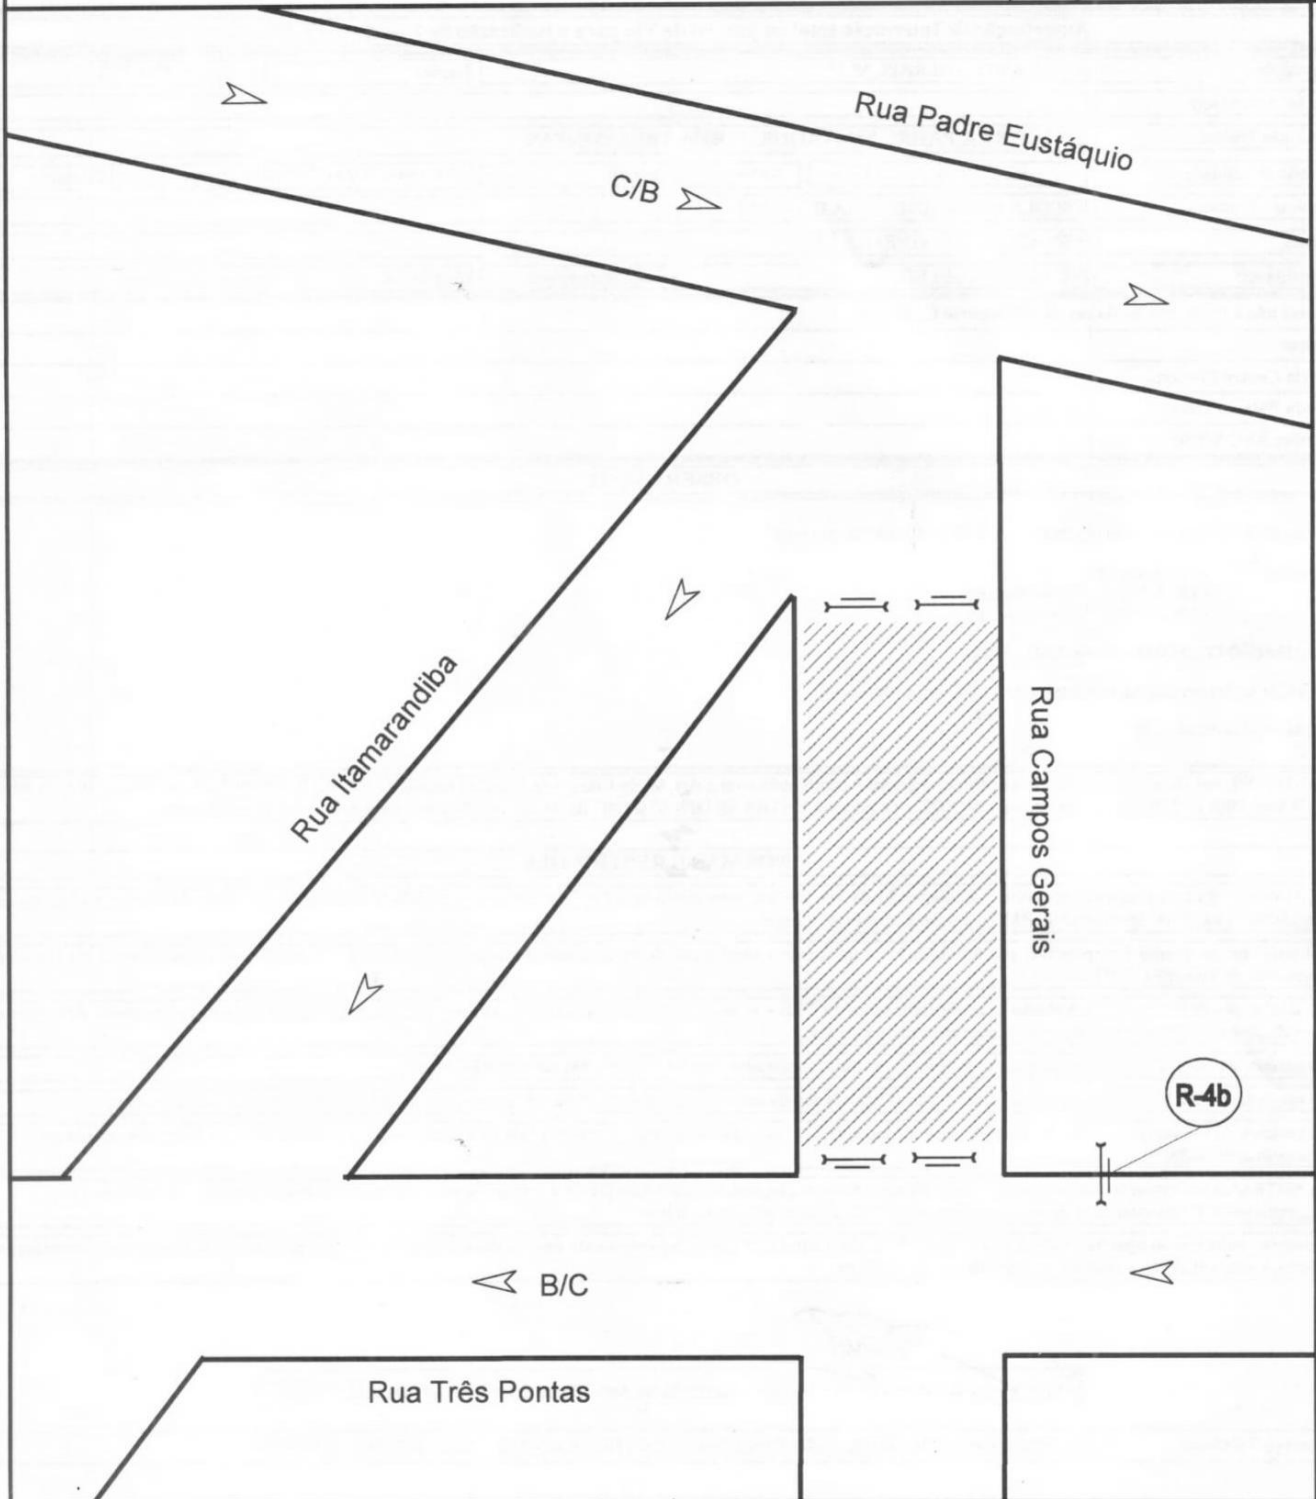 Rua Padre Eustáquio
C/B
Rua Itamarandiba
Rua Campos Gerais
R-4b
B/C
Rua Três Pontas